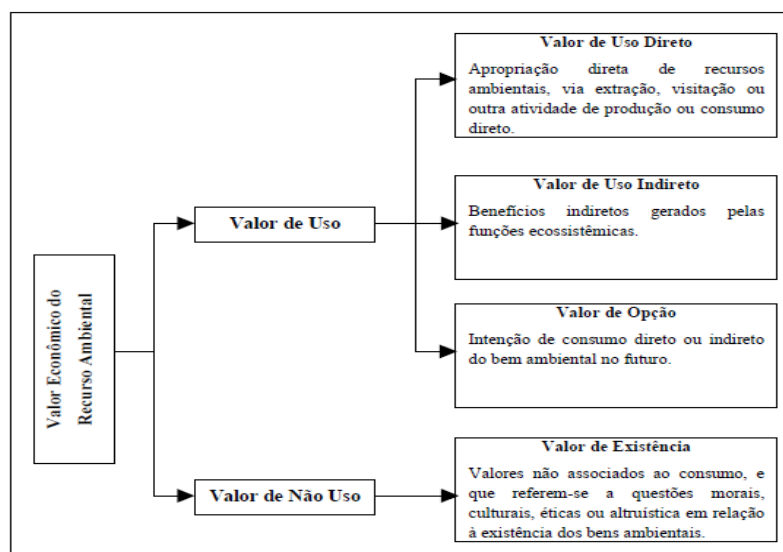 Valor Econômico do
Recurso Ambiental
Valor de Uso
Valor de Uso Direto
Apropriação direta de recursos
ambientais, via extração, visitação ou
outra atividade de produção ou consumo
direto.
Valor de Uso Indireto
Benefícios indiretos gerados pelas
funções ecossistêmicas.
Valor de Opção
Intenção de consumo direto ou indireto
do bem ambiental no futuro.
Valor de Não Uso
Valor de Existência
Valores não associados ao consumo, e
que referem-se a questões morais,
culturais, éticas ou altruística em relação
à existência dos bens ambientais.